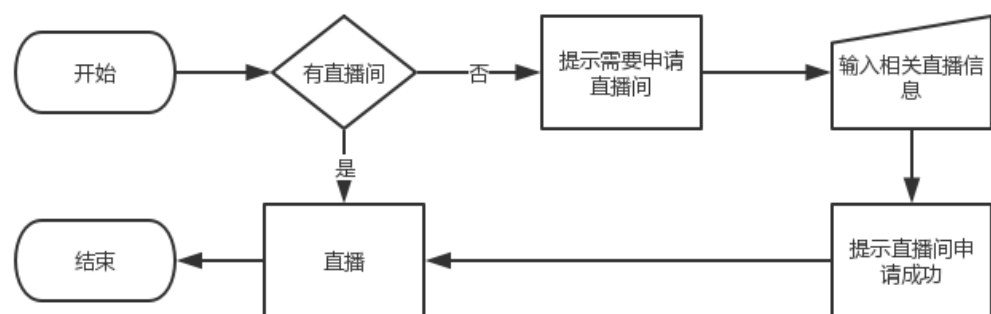 开始
有直播间
否
提示需要申请
直播间
输入相关直播信
息
是
结束
直播
提示直播间申
请成功